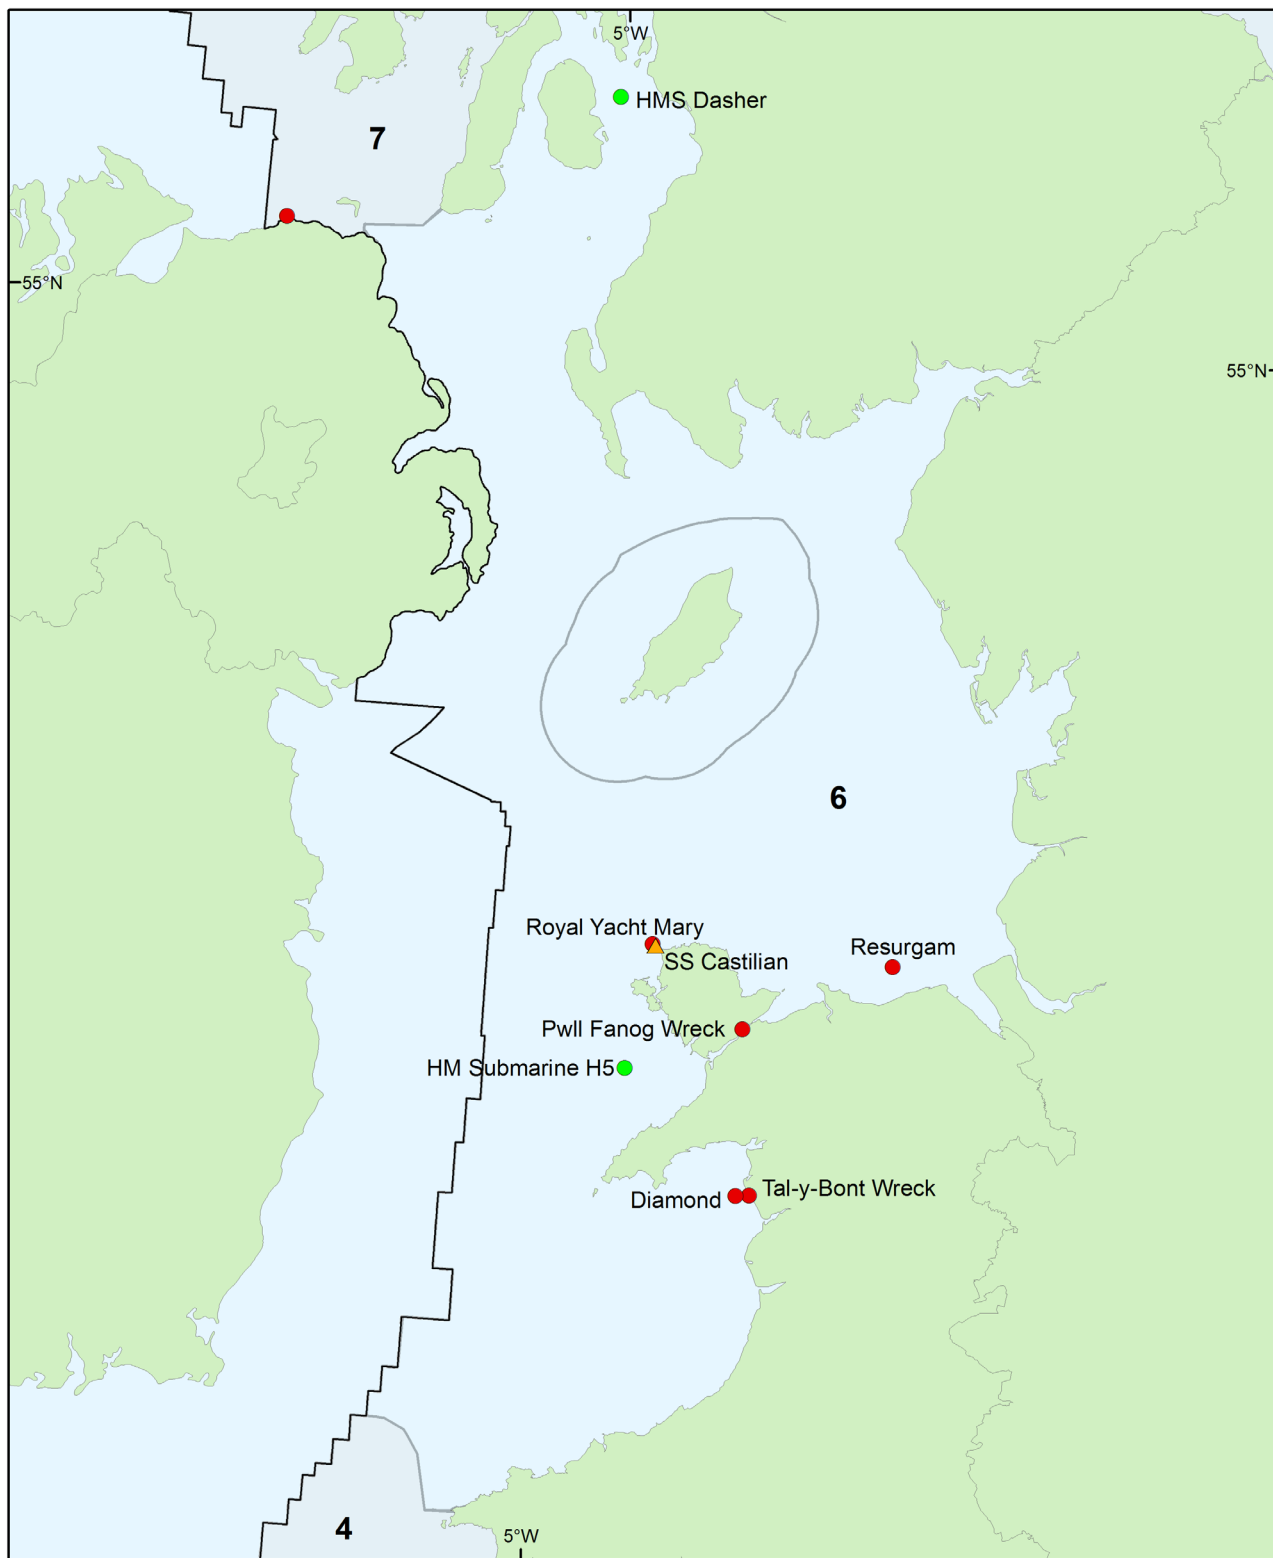 5°W
HMS Dasher
7
55°N
55°N
6
Royal Yacht Mary
SS Castilian
Resurgam
Pwll Fanog Wreck
HM Submarine H5
Tal-y-Bont Wreck
Diamond
4
5°W